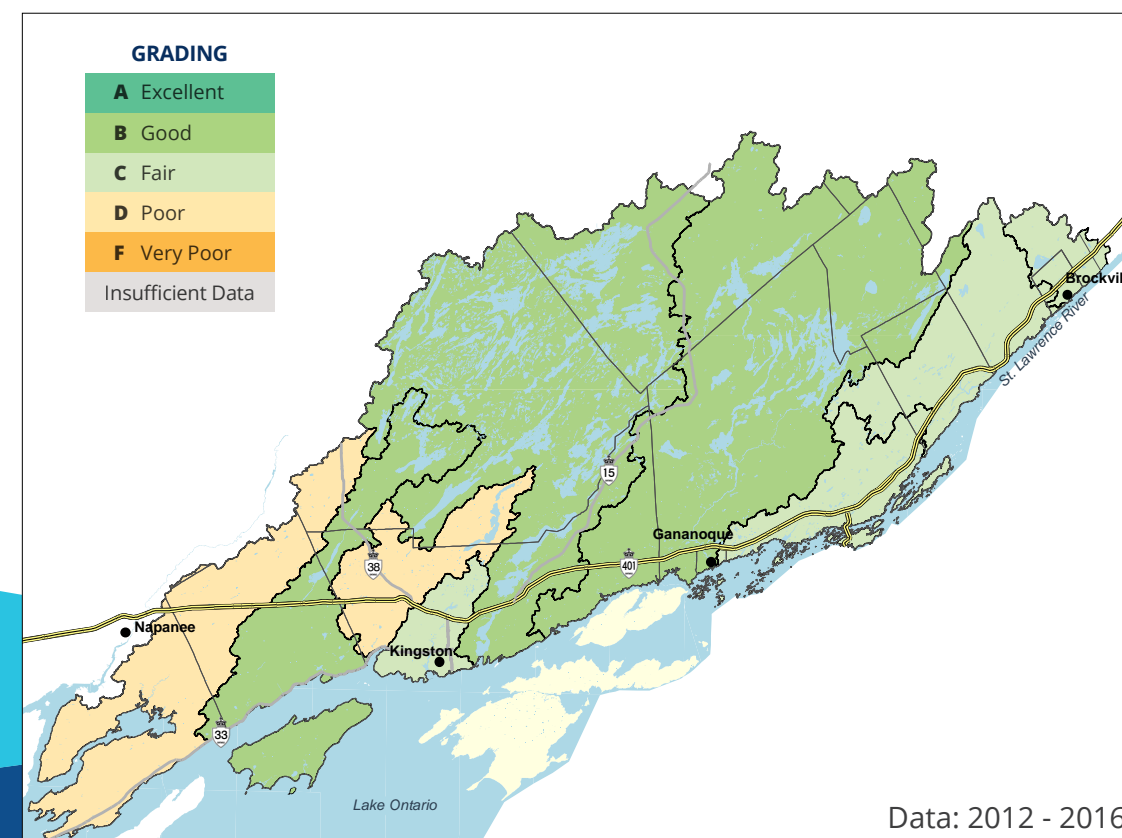 GRADING
A Excellent
B Good
C Fair
D Poor
F Very Poor
Insufficient Data
Brockvil
St. Lawrence River
15
Gananoque
401
38
Napanee
Kingston
33
Lake Ontario
Data: 2012 - 2016